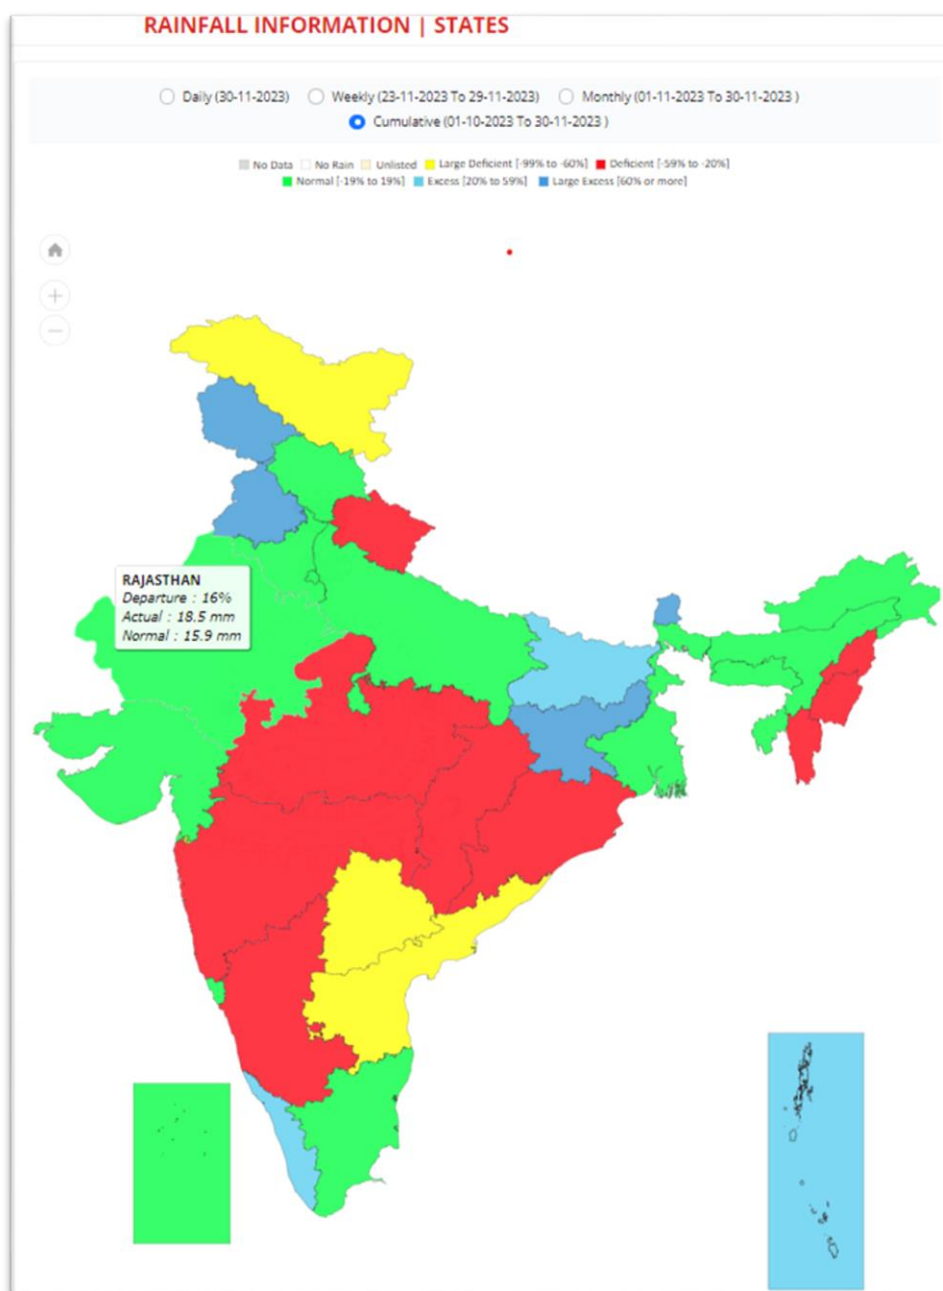 RAINFALL INFORMATION | STATES
Daily (30-11-2023) Weekly (23-11-2023 To 29-11-2023) Monthly (01-11-2023 To 30-11-2023 )
Cumulative (01-10-2023 To 30-11-2023 )
No Data No Rain Unlisted Large Deficient [-99% to -60%] Deficient [-59% to -20%]
Normal [-19% to 19%] Excess [20% to 59%] Large Excess [60% or more]
RAJASTHAN
Departure : 16%
Actual : 18.5 mm
Normal : 15.9 mm